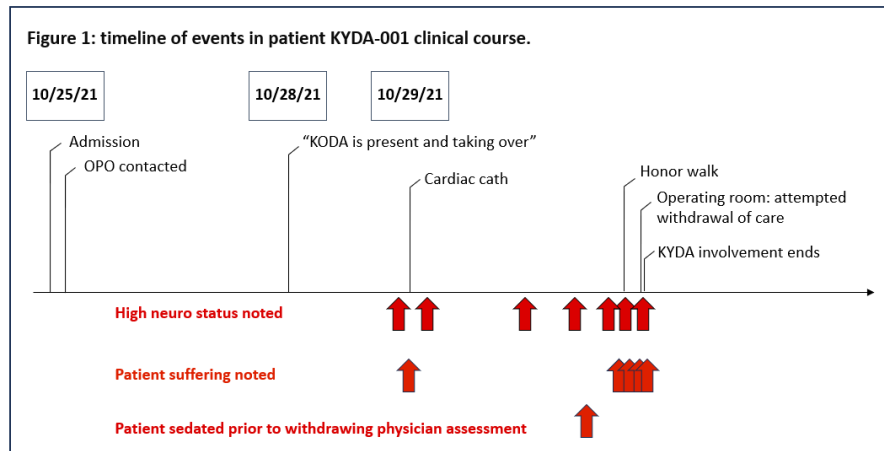 Figure 1: timeline of events in patient KYDA-001 clinical course.
10/25/21
10/28/21
10/29/21
Admission
OPO contacted
“KODA is present and taking over”
Cardiac cath
Honor walk
Operating room: attempted
withdrawal of care
KYDA involvement ends
High neuro status noted
Patient suffering noted
Patient sedated prior to withdrawing physician assessment